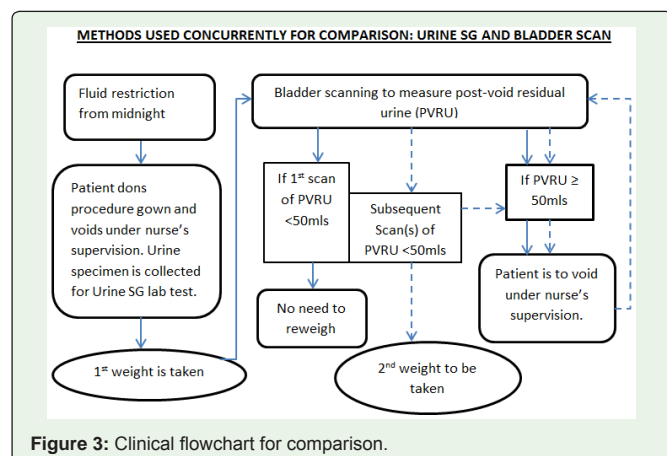 METHODS USED CONCURRENTLY FOR COMPARISON: URINE SG AND BLADDER SCAN
Fluid restriction
from midnight
Bladder scanning to measure post-void residual
urine (PVRU)
Patient dons
procedure gown and
voids under nurse's
supervision. Urine
specimen is collected
for Urine SG lab test.
If 1st scan
of PVRU
<50mls
Subsequent
Scan(s) of
PVRU <50mls
If PVRU ≥
50mls
Patient is to void
under nurse's
supervision.
No need to
reweigh
1st weight is taken
2nd weight to be
taken
Figure 3: Clinical flowchart for comparison.